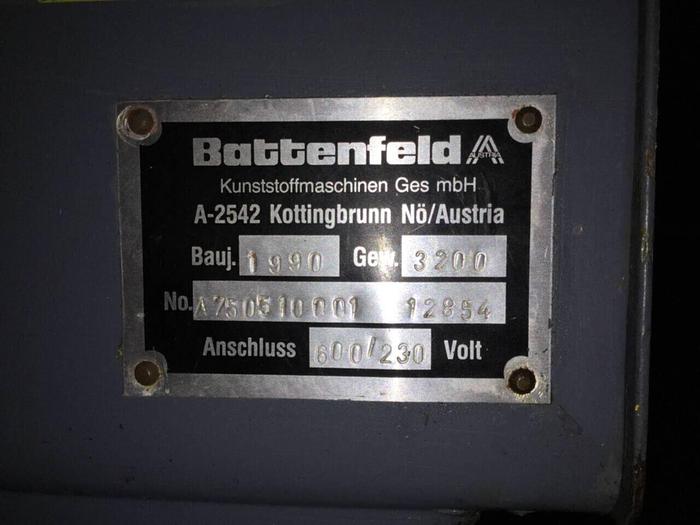 Battenfeld AUSTRIA
Kunststoffmaschinen Ges mbH
A-2542 Kottingbrunn Nö/Austria
Bauj. 1990 Gew. 3200
No. A750510001 12854
Anschluss 600/230 Volt